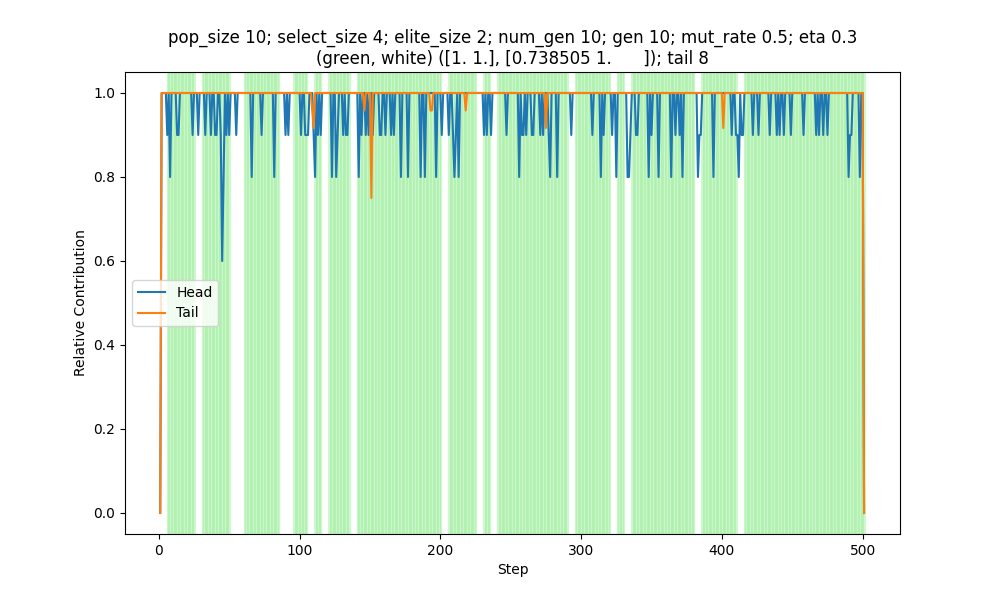 pop_size 10; select_size 4; elite_size 2; num_gen 10; gen 10; mut_rate 0.5; eta 0.3
(green, white) ([1. 1.], [0.738505 1.      ]); tail 8
1.0
0.8
0.6
0.4
0.2
0.0
Relative Contribution
Head
Tail
0 100 200 300 400 500
Step